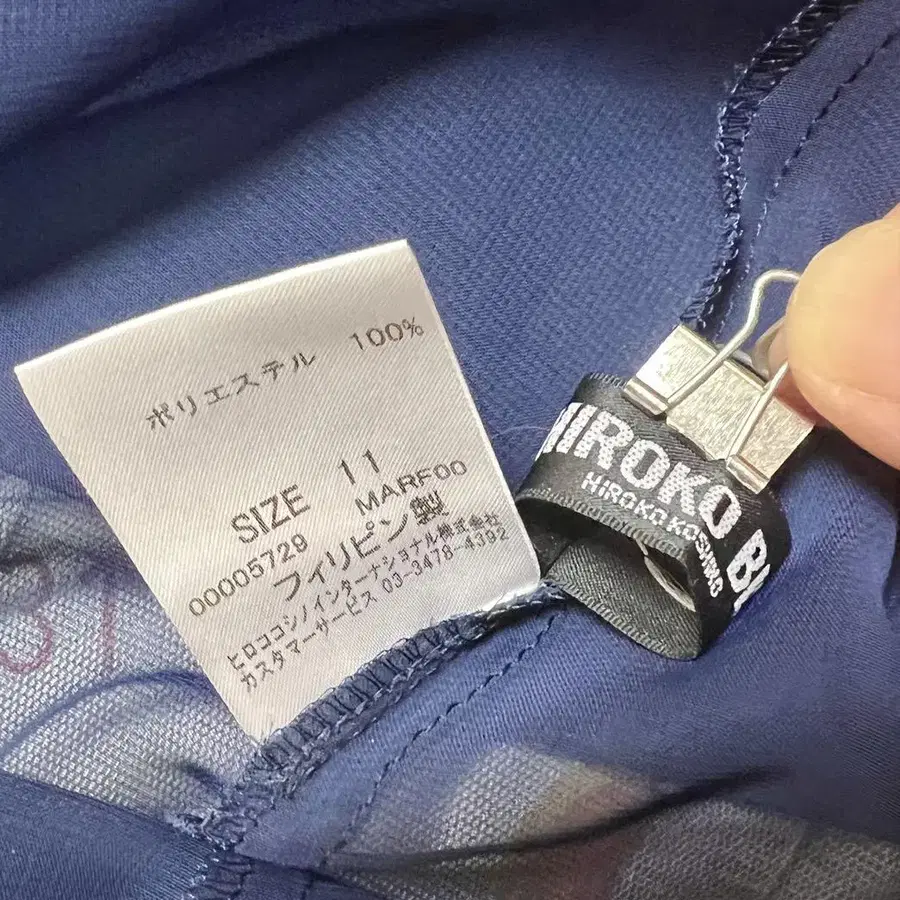 ポリエステル 100%
SIZE 11
00005729 MARF00
フィリピン製
ヒロココシノインターナショナル株式会社
カスタマーサービス 03-3478-4392
HIROKO
HIROKO KOSHINO